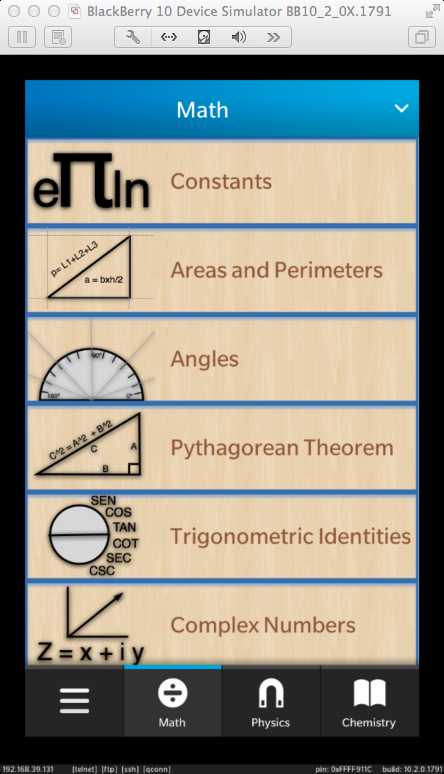 BlackBerry 10 Device Simulator BB10_2_0X.1791
Math
eπln
Constants
p= L1+L2+L3
a = bxh/2
Areas and Perimeters
90°
180°
0°
Angles
C^2 = A^2 + B^2
C
A
B
Pythagorean Theorem
SEN
COS
TAN
COT
SEC
CSC
Trigonometric Identities
Z = x + i y
Complex Numbers
Math
Physics
Chemistry
192.168.39.131 [telnet] [ftp] [ssh] [qconn] pin: 0xFFFF911C build: 10.2.0.1791